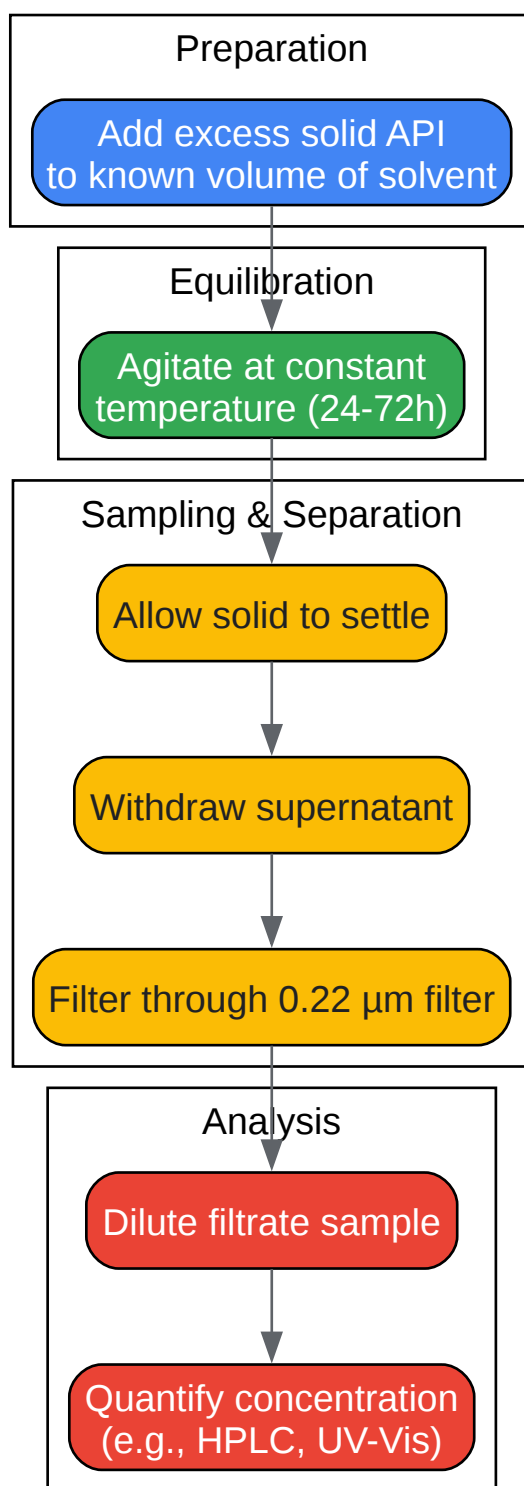 Preparation
Add excess solid API
to known volume of solvent
Equilibration
Agitate at constant
temperature (24-72h)
Sampling & Separation
Allow solid to settle
Withdraw supernatant
Filter through 0.22 µm filter
Analysis
Dilute filtrate sample
Quantify concentration
(e.g., HPLC, UV-Vis)